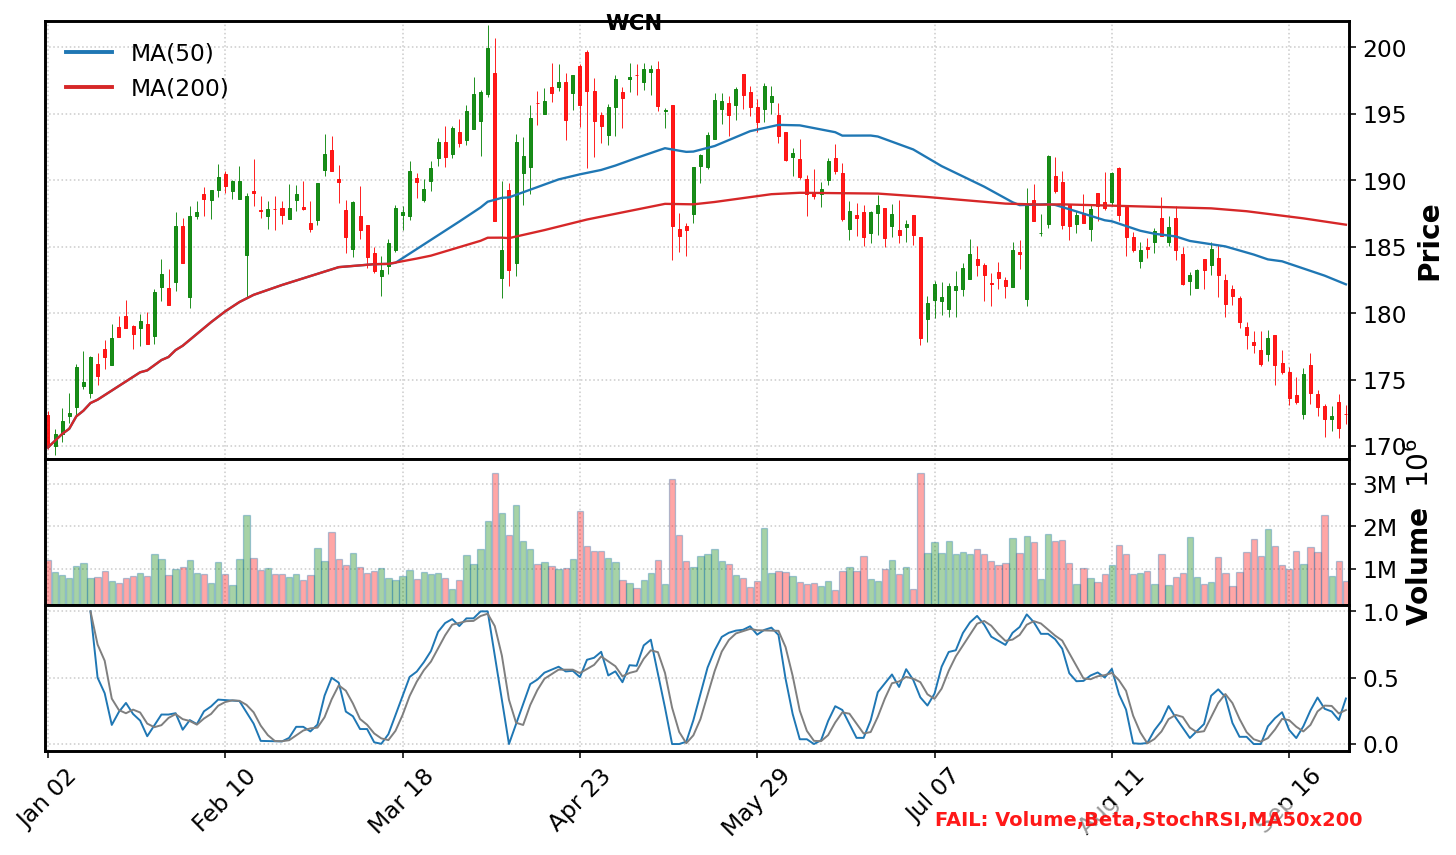 WCN
MA(50)
MA(200)
200
195
190
185
180
175
170
Price
10⁶
3M
2M
1M
Volume
1.0
0.5
0.0
Jan 02
Feb 10
Mar 18
Apr 23
May 29
Jul 07
Aug 11
Sep 16
FAIL: Volume,Beta,StochRSI,MA50x200